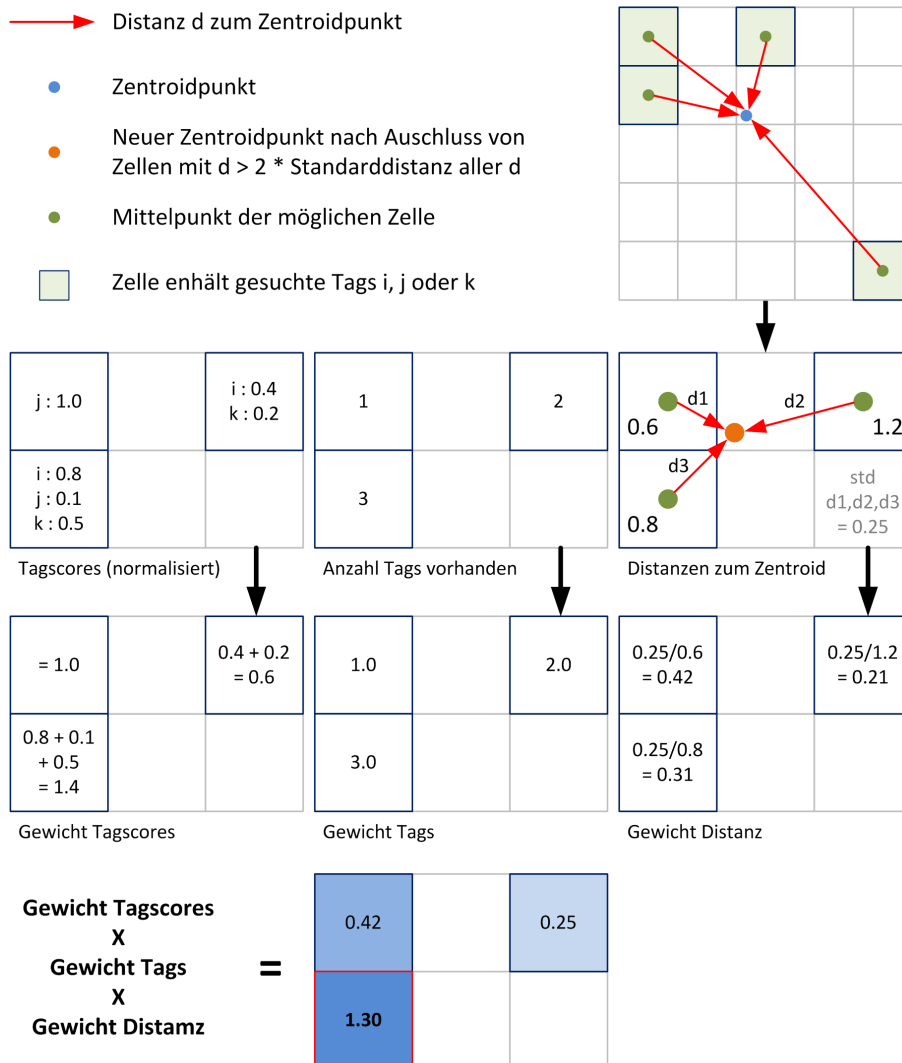 Distanz d zum Zentroidpunkt
Zentroidpunkt
Neuer Zentroidpunkt nach Auschluss von
Zellen mit d > 2 * Standarddistanz aller d
Mittelpunkt der möglichen Zelle
Zelle enhält gesuchte Tags i, j oder k
j : 1.0
i : 0.4
k : 0.2
i : 0.8
j : 0.1
k : 0.5
Tagscores (normalisiert)
1
2
3
Anzahl Tags vorhanden
d1
d2
0.6
1.2
d3
0.8
std
d1,d2,d3
= 0.25
Distanzen zum Zentroid
= 1.0
0.4 + 0.2
= 0.6
0.8 + 0.1
+ 0.5
= 1.4
Gewicht Tagscores
1.0
2.0
3.0
Gewicht Tags
0.25/0.6
= 0.42
0.25/1.2
= 0.21
0.25/0.8
= 0.31
Gewicht Distanz
Gewicht Tagscores
X
Gewicht Tags
X
Gewicht Distamz
=
0.42
0.25
1.30